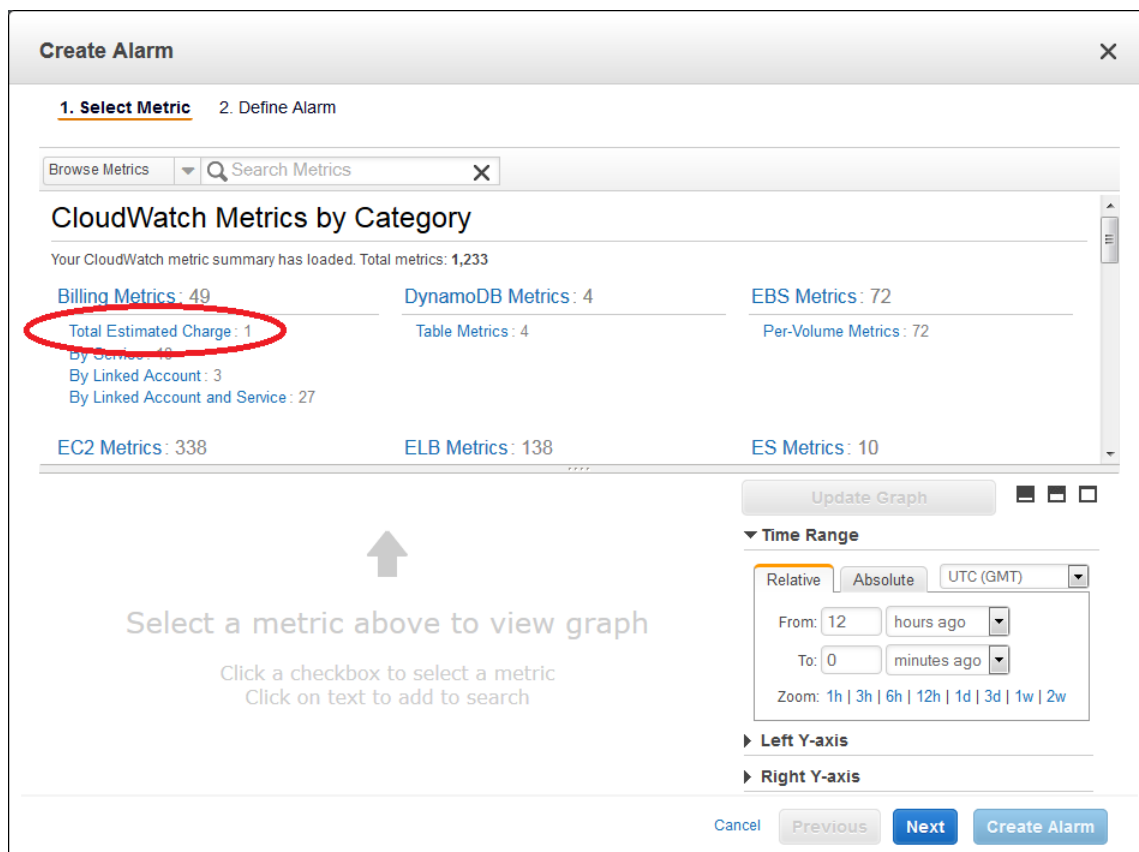 Create Alarm
1. Select Metric 2. Define Alarm
Browse Metrics Search Metrics
CloudWatch Metrics by Category
Your CloudWatch metric summary has loaded. Total metrics: 1,233
Billing Metrics : 49 DynamoDB Metrics : 4 EBS Metrics : 72
Total Estimated Charge : 1 Table Metrics : 4 Per-Volume Metrics : 72
By Service :
By Linked Account : 3
By Linked Account and Service : 27
EC2 Metrics : 338 ELB Metrics : 138 ES Metrics : 10
Update Graph
Time Range
Relative Absolute UTC (GMT)
From: 12 hours ago
To: 0 minutes ago
Zoom: 1h | 3h | 6h | 12h | 1d | 3d | 1w | 2w
Select a metric above to view graph
Click a checkbox to select a metric
Click on text to add to search
Left Y-axis
Right Y-axis
Cancel Previous Next Create Alarm